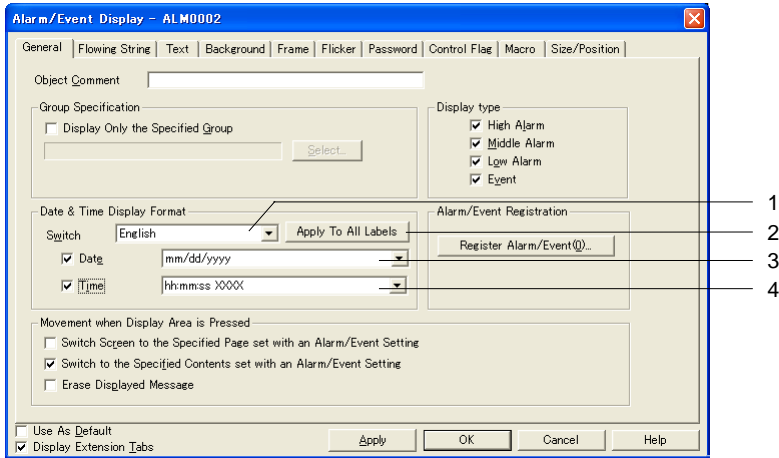 Alarm/Event Display - ALM0002
General Flowing String Text Background Frame Flicker Password Control Flag Macro Size/Position
Object Comment
Group Specification
Display Only the Specified Group
Select...
Display type
High Alarm
Middle Alarm
Low Alarm
Event
Date & Time Display Format
Switch English Apply To All Labels
Date mm/dd/yyyy
Time hh:mm:ss XXXX
Alarm/Event Registration
Register Alarm/Event(O)...
1
2
3
4
Movement when Display Area is Pressed
Switch Screen to the Specified Page set with an Alarm/Event Setting
Switch to the Specified Contents set with an Alarm/Event Setting
Erase Displayed Message
Use As Default
Display Extension Tabs
Apply OK Cancel Help